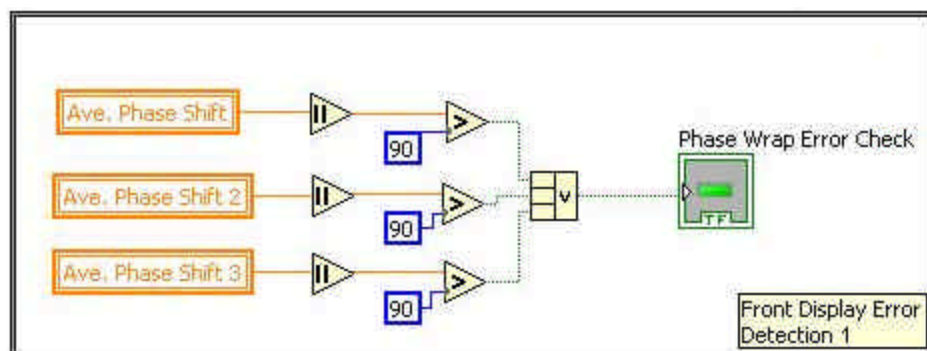 Ave. Phase Shift
90
Phase Wrap Error Check
Ave. Phase Shift 2
90
TF
Ave. Phase Shift 3
90
Front Display Error
Detection 1